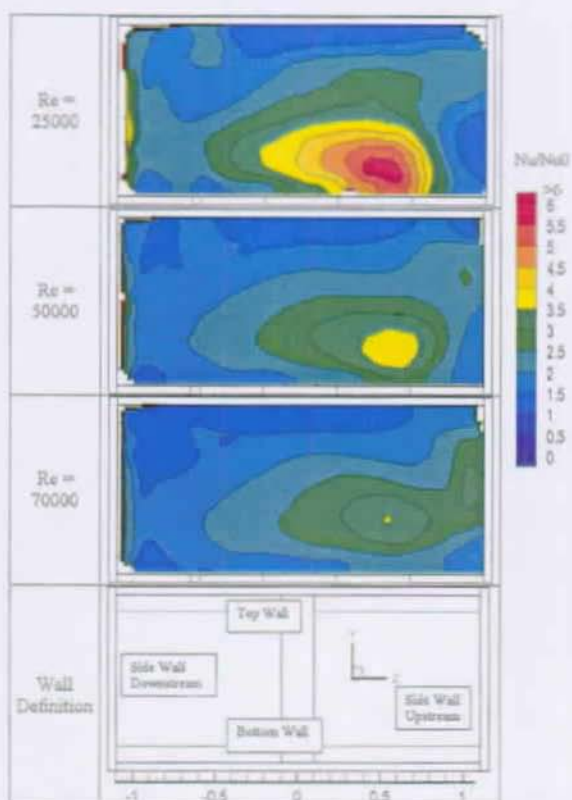 Re =
25000
Nu/Nu0
>6
6
5.5
5
4.5
4
3.5
3
2.5
2
1.5
1
0.5
0
Re =
50000
Re =
70000
Wall
Definition
Top Wall
Side Wall
Downstream
Y
Z
Side Wall
Upstream
Bottom Wall
-1
-0.5
0
0.5
1